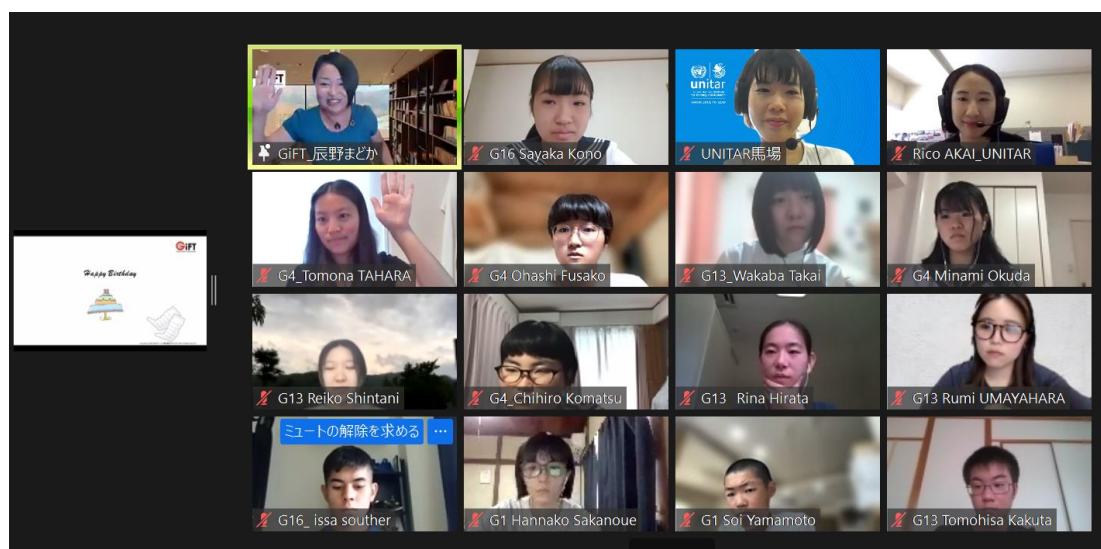 GiFT
Happy Birthday
GiFT_辰野まどか
G16 Sayaka Kono
unitar
UNITAR馬場
Rico AKAI_UNITAR
G4_Tomona TAHARA
G4 Ohashi Fusako
G13_Wakaba Takai
G4 Minami Okuda
G13 Reiko Shintani
G4_Chihiro Komatsu
G13 Rina Hirata
G13 Rumi UMAYAHARA
ミュートの解除を求める ...
G16_ issa souther
G1 Hannako Sakanoue
G1 Soi Yamamoto
G13 Tomohisa Kakuta